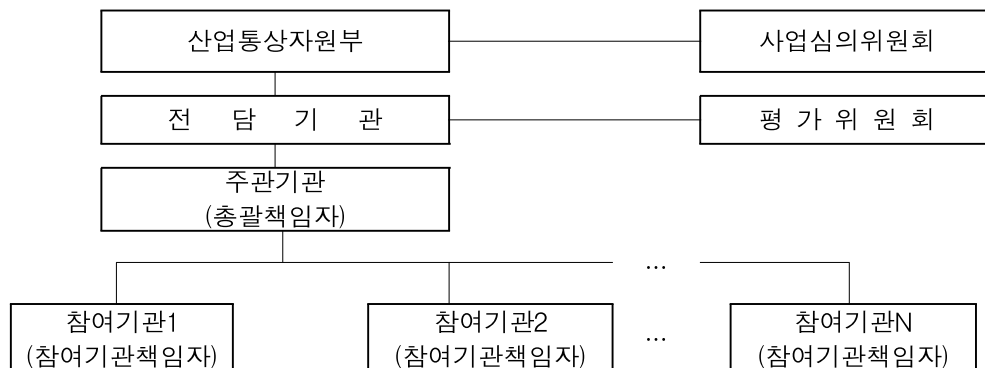 산업통상자원부 사업심의위원회
전 담 기 관 평 가 위 원 회
주관기관
(총괄책임자)
...
참여기관1 참여기관2 ... 참여기관N
(참여기관책임자) (참여기관책임자) (참여기관책임자)